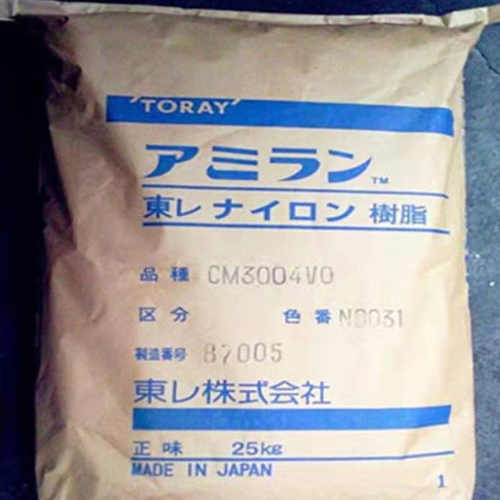 'TORAY'
アミラン™
東レ ナイロン 樹脂
品種 CM3004V0
区分 色番 N0031
製造番号 87005
東レ株式会社
正味 25kg
MADE IN JAPAN
1